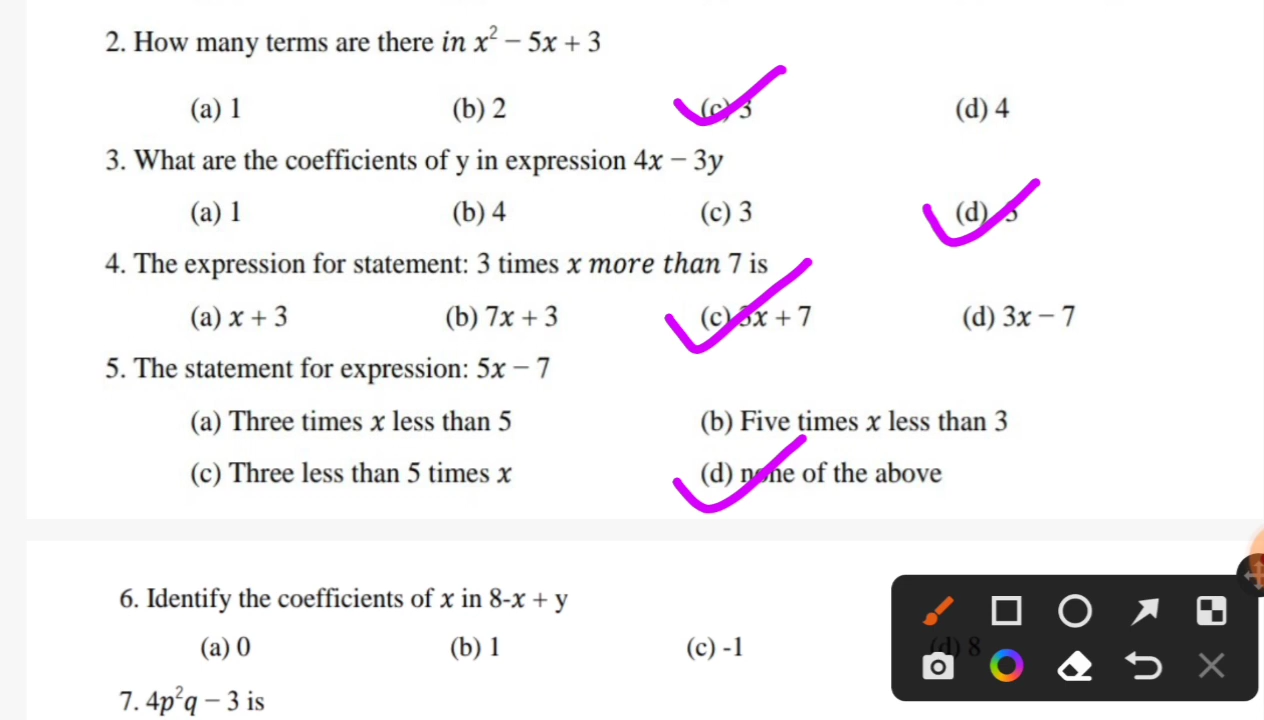 2. How many terms are there in x² − 5x + 3
(a) 1 (b) 2 (c) 3 (d) 4
3. What are the coefficients of y in expression 4x − 3y
(a) 1 (b) 4 (c) 3 (d)
4. The expression for statement: 3 times x more than 7 is
(a) x + 3 (b) 7x + 3 (c) 3x + 7 (d) 3x − 7
5. The statement for expression: 5x − 7
(a) Three times x less than 5 (b) Five times x less than 3
(c) Three less than 5 times x (d) none of the above
6. Identify the coefficients of x in 8-x + y
(a) 0 (b) 1 (c) -1 (d) 8
7. 4p²q − 3 is